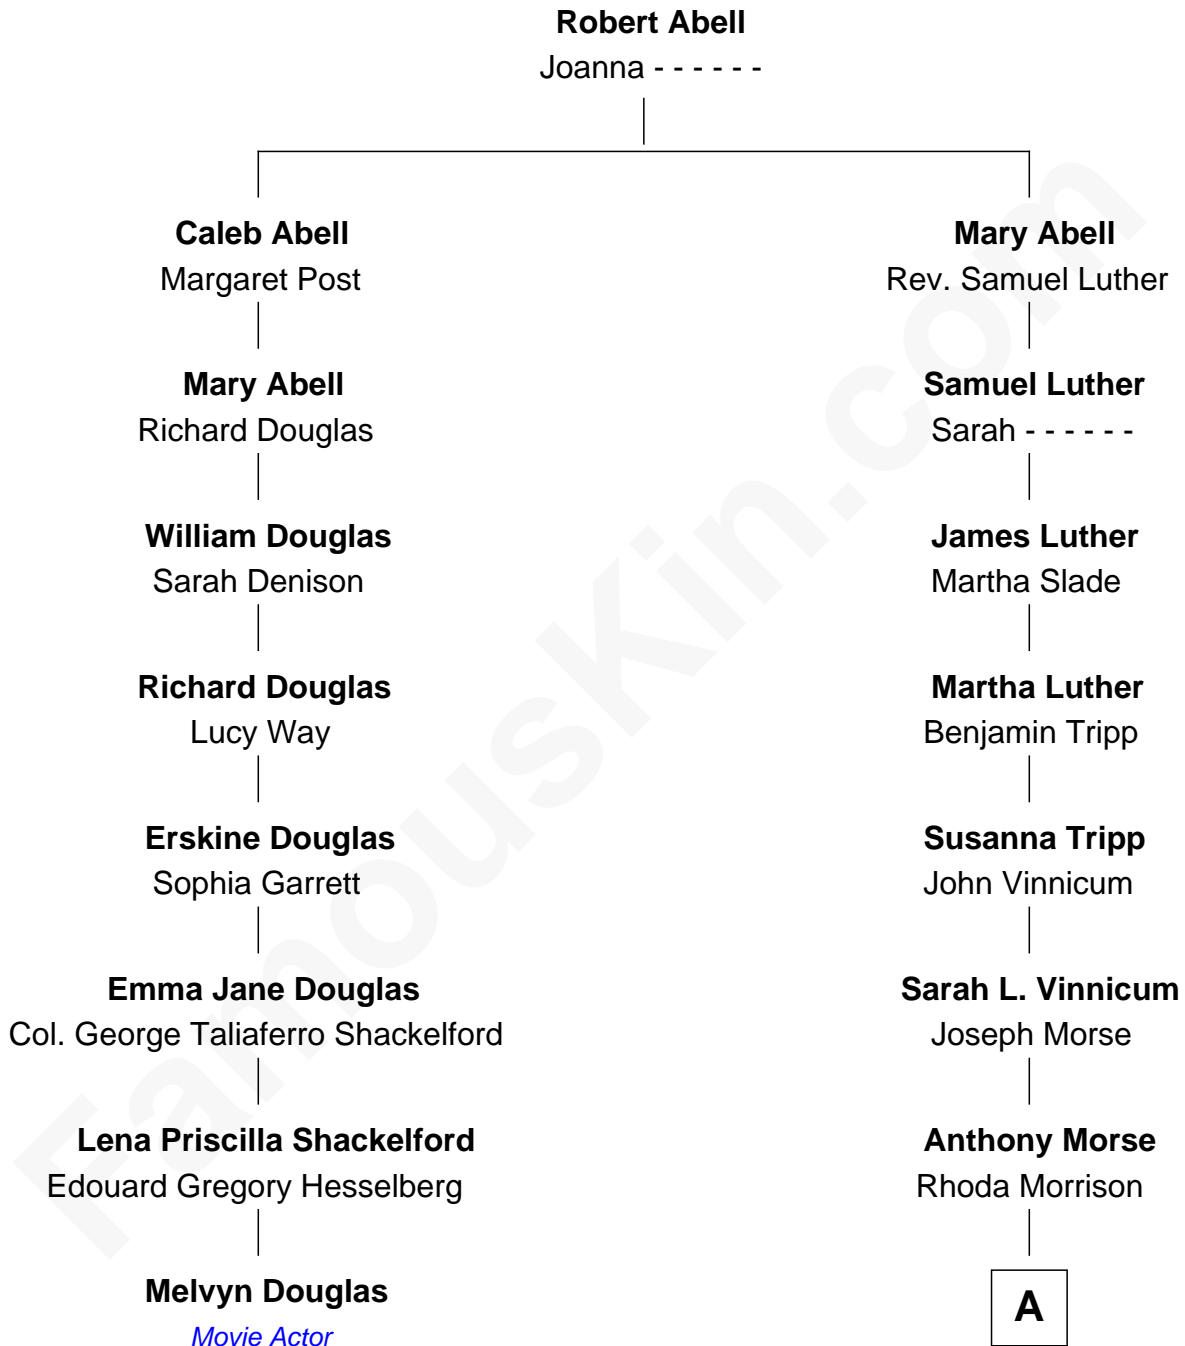 Robert Abell
Joanna - - - - - -
Caleb Abell
Margaret Post
Mary Abell
Rev. Samuel Luther
Mary Abell
Richard Douglas
Samuel Luther
Sarah - - - - - -
William Douglas
Sarah Denison
James Luther
Martha Slade
Richard Douglas
Lucy Way
Martha Luther
Benjamin Tripp
Erskine Douglas
Sophia Garrett
Susanna Tripp
John Vinnicum
Emma Jane Douglas
Col. George Taliaferro Shackelford
Sarah L. Vinnicum
Joseph Morse
Lena Priscilla Shackelford
Edouard Gregory Hesselberg
Anthony Morse
Rhoda Morrison
Melvyn Douglas
Movie Actor
A
FamousKin.com